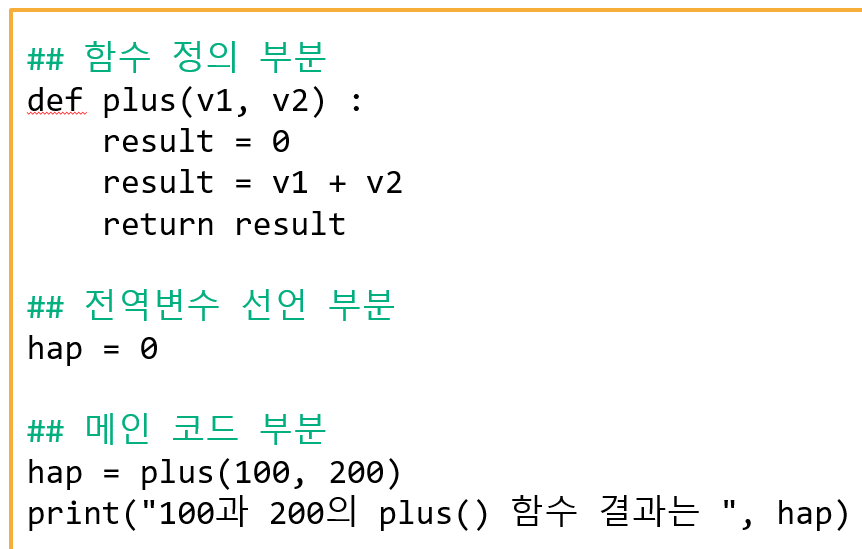 ## 함수 정의 부분
def plus(v1, v2) :
    result = 0
    result = v1 + v2
    return result
## 전역변수 선언 부분
hap = 0
## 메인 코드 부분
hap = plus(100, 200)
print("100과 200의 plus() 함수 결과는 ", hap)